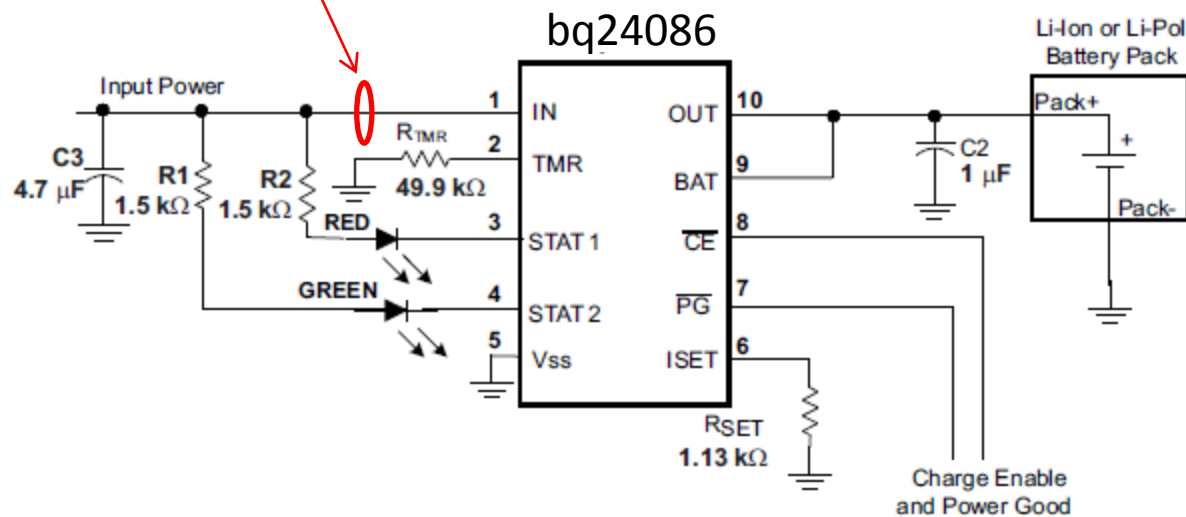 bq24086
Li-Ion or Li-Pol
Battery Pack
Input Power
Pack+
1
IN
OUT
10
RTMR
2
TMR
49.9 kΩ
C3
4.7 μF
R1
1.5 kΩ
R2
1.5 kΩ
C2
1 μF
+
9
BAT
Pack-
RED
3
STAT 1
CE
8
GREEN
4
STAT 2
PG
7
5
Vss
ISET
6
RSET
1.13 kΩ
Charge Enable
and Power Good